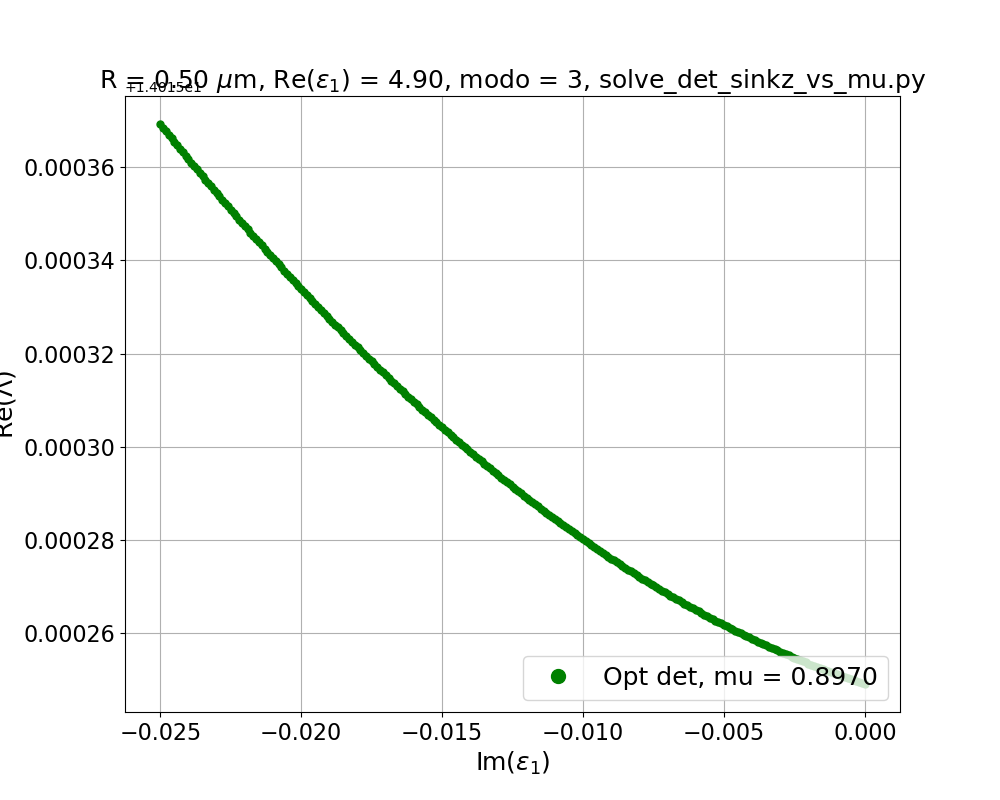 R = 0.50 μm, Re(ε₁) = 4.90, modo = 3, solve_det_sinkz_vs_mu.py
+1.4015e1
0.00036
0.00034
0.00032
0.00030
0.00028
0.00026
Re(Λ)
Opt det, mu = 0.8970
−0.025
−0.020
−0.015
−0.010
−0.005
0.000
Im(ε₁)